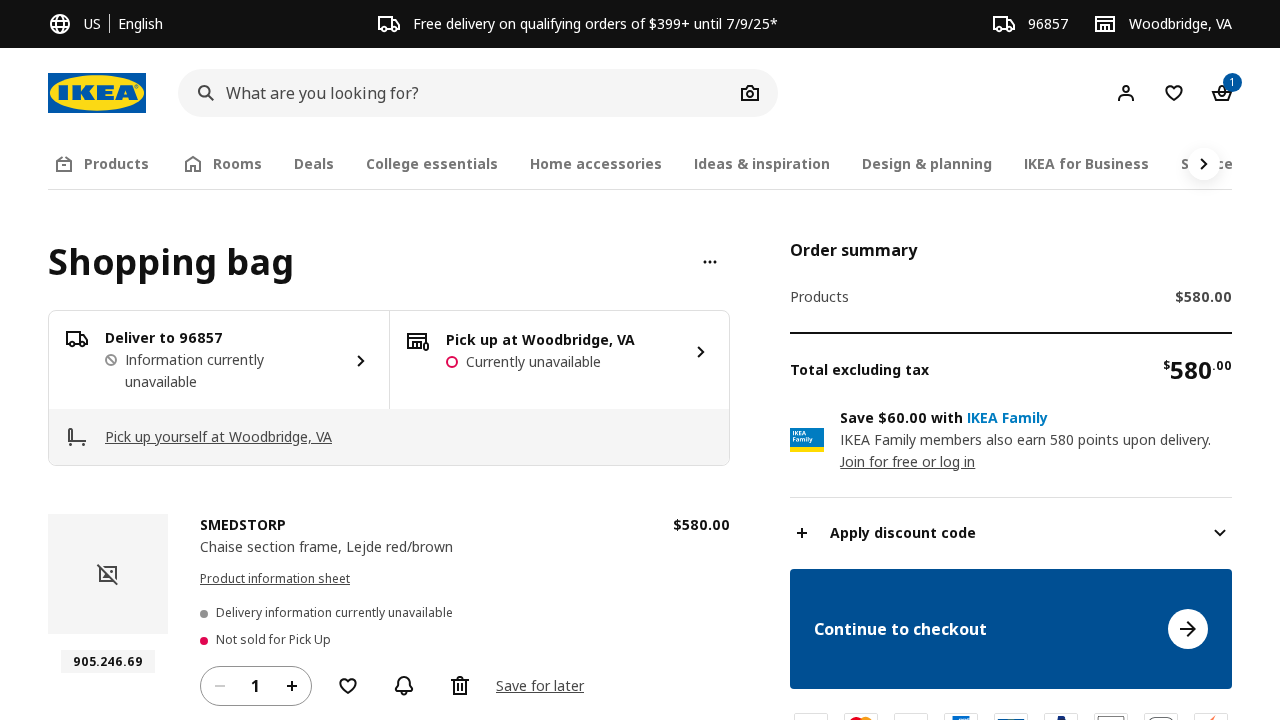 US English
Free delivery on qualifying orders of $399+ until 7/9/25*
96857
Woodbridge, VA
IKEA
What are you looking for?
1
Products
Rooms
Deals
College essentials
Home accessories
Ideas & inspiration
Design & planning
IKEA for Business
Shopping bag
Deliver to 96857
Information currently
unavailable
Pick up at Woodbridge, VA
Currently unavailable
Pick up yourself at Woodbridge, VA
SMEDSTORP
$580.00
Chaise section frame, Lejde red/brown
Product information sheet
Delivery information currently unavailable
Not sold for Pick Up
905.246.69
1
Save for later
Order summary
Products
$580.00
Total excluding tax
$580.00
IKEA
Family
Save $60.00 with IKEA Family
IKEA Family members also earn 580 points upon delivery.
Join for free or log in
Apply discount code
Continue to checkout